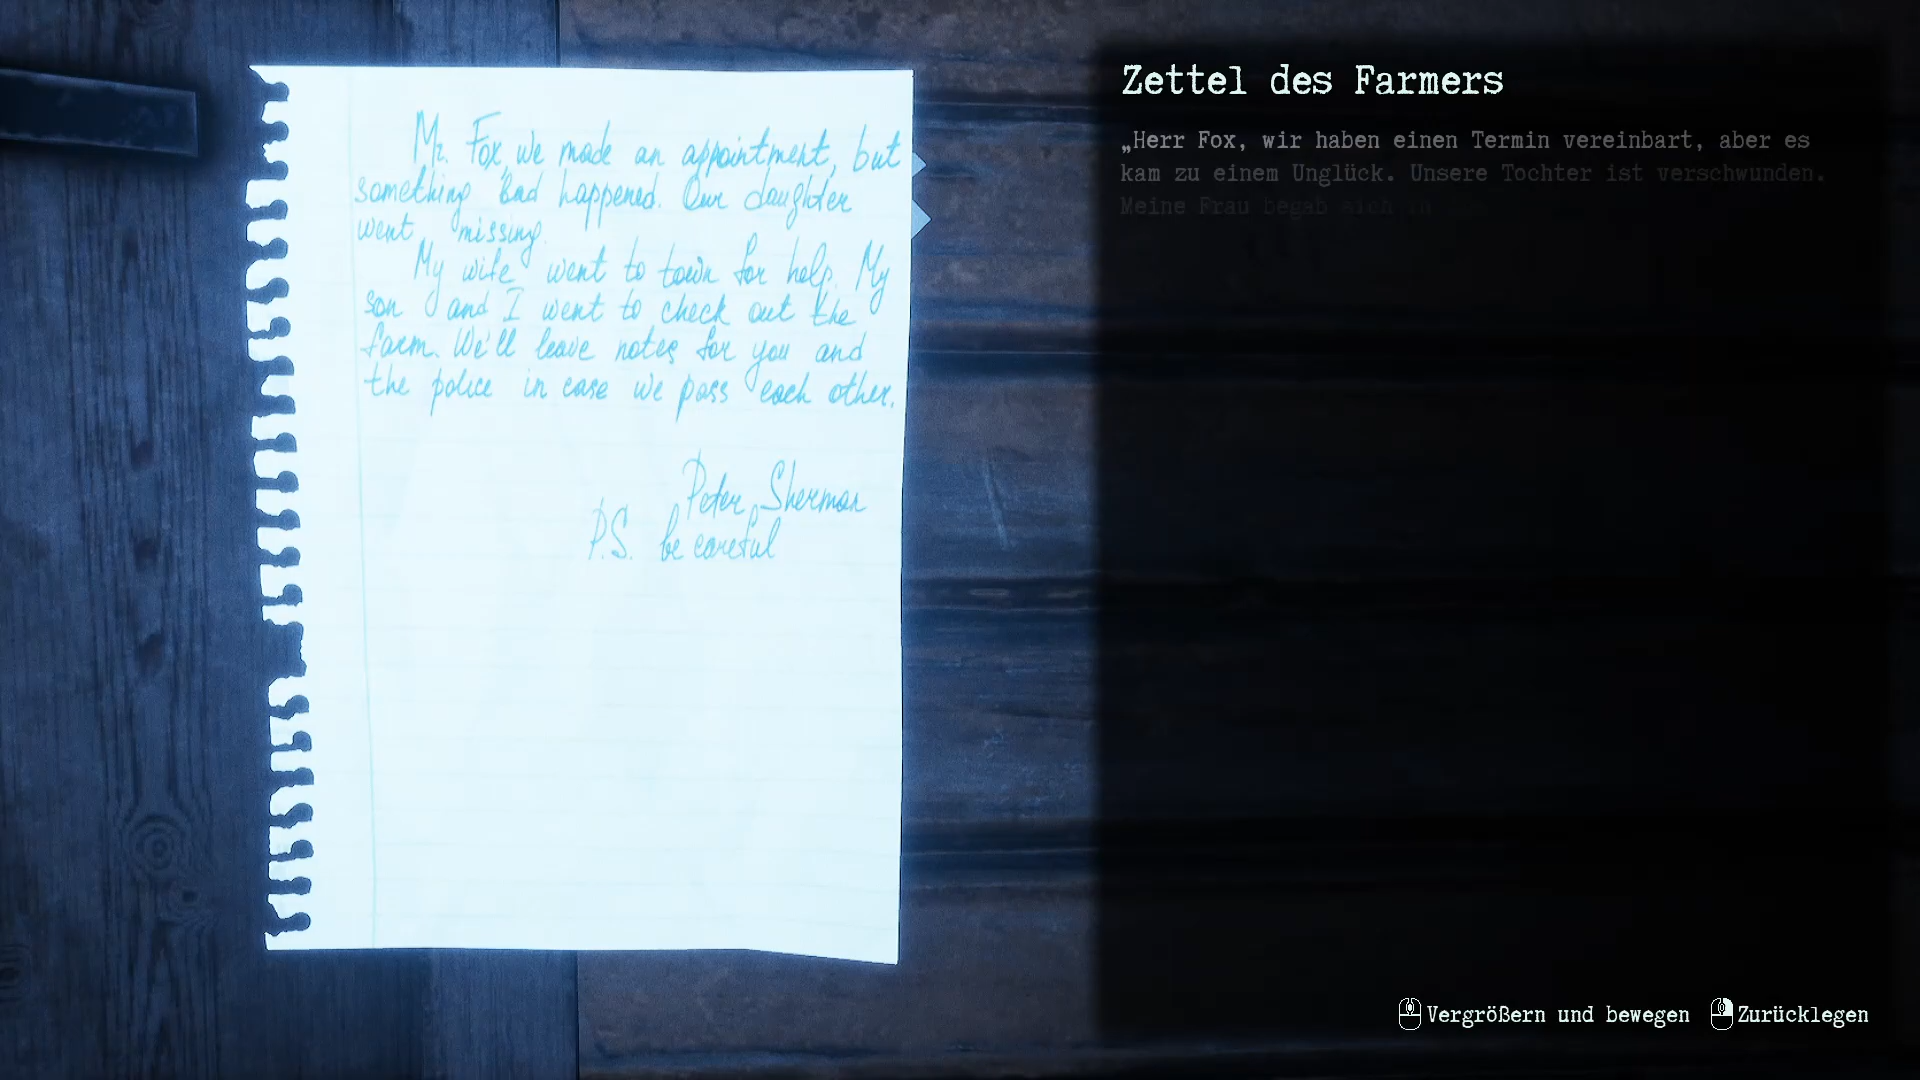 Mr. Fox, we made an appointment, but
something bad happened. Our daughter
went missing.
My wife went to town for help. My
son and I went to check out the
farm. We'll leave notes for you and
the police in case we pass each other.
Peter Sherman
P.S. be careful
Zettel des Farmers
„Herr Fox, wir haben einen Termin vereinbart, aber es
kam zu einem Unglück. Unsere Tochter ist verschwunden.
Meine Frau begab sich in
Vergrößern und bewegen Zurücklegen